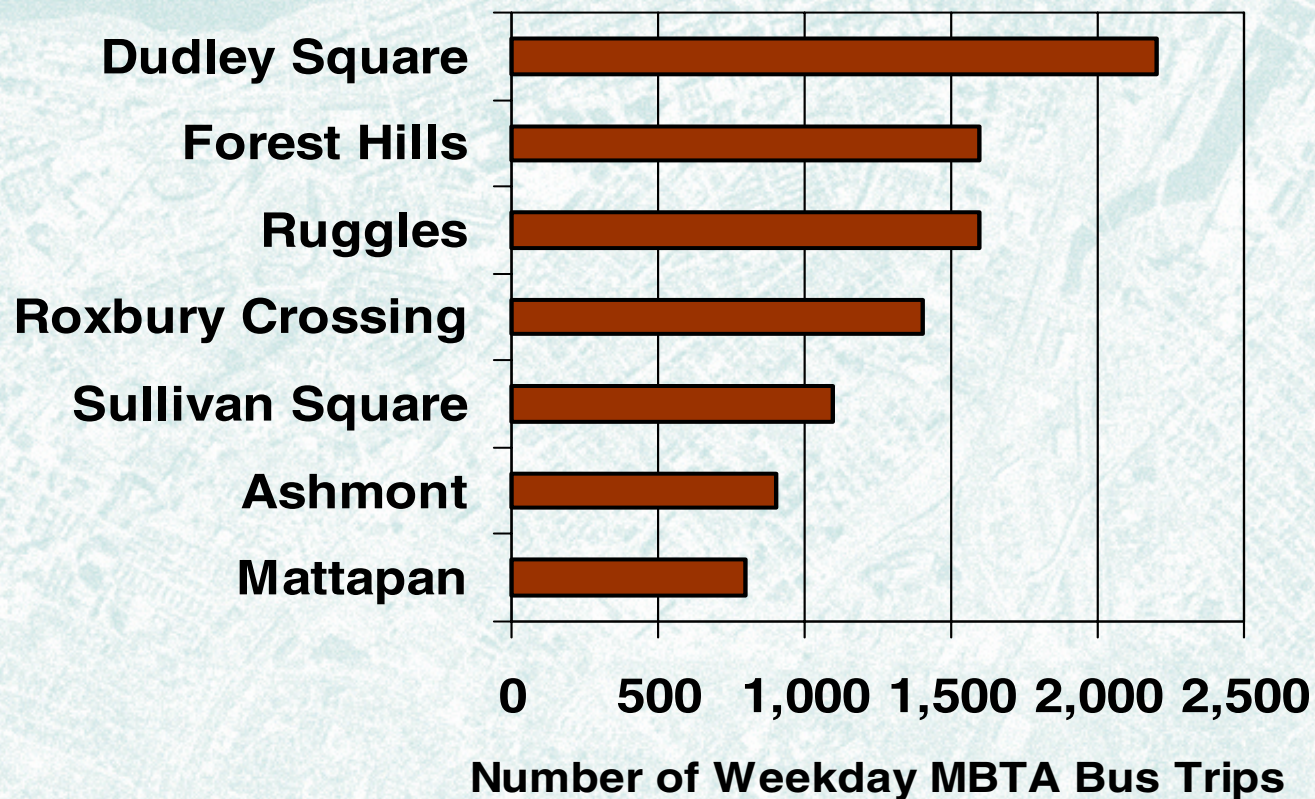 Dudley Square
Forest Hills
Ruggles
Roxbury Crossing
Sullivan Square
Ashmont
Mattapan
0 500 1,000 1,500 2,000 2,500
Number of Weekday MBTA Bus Trips